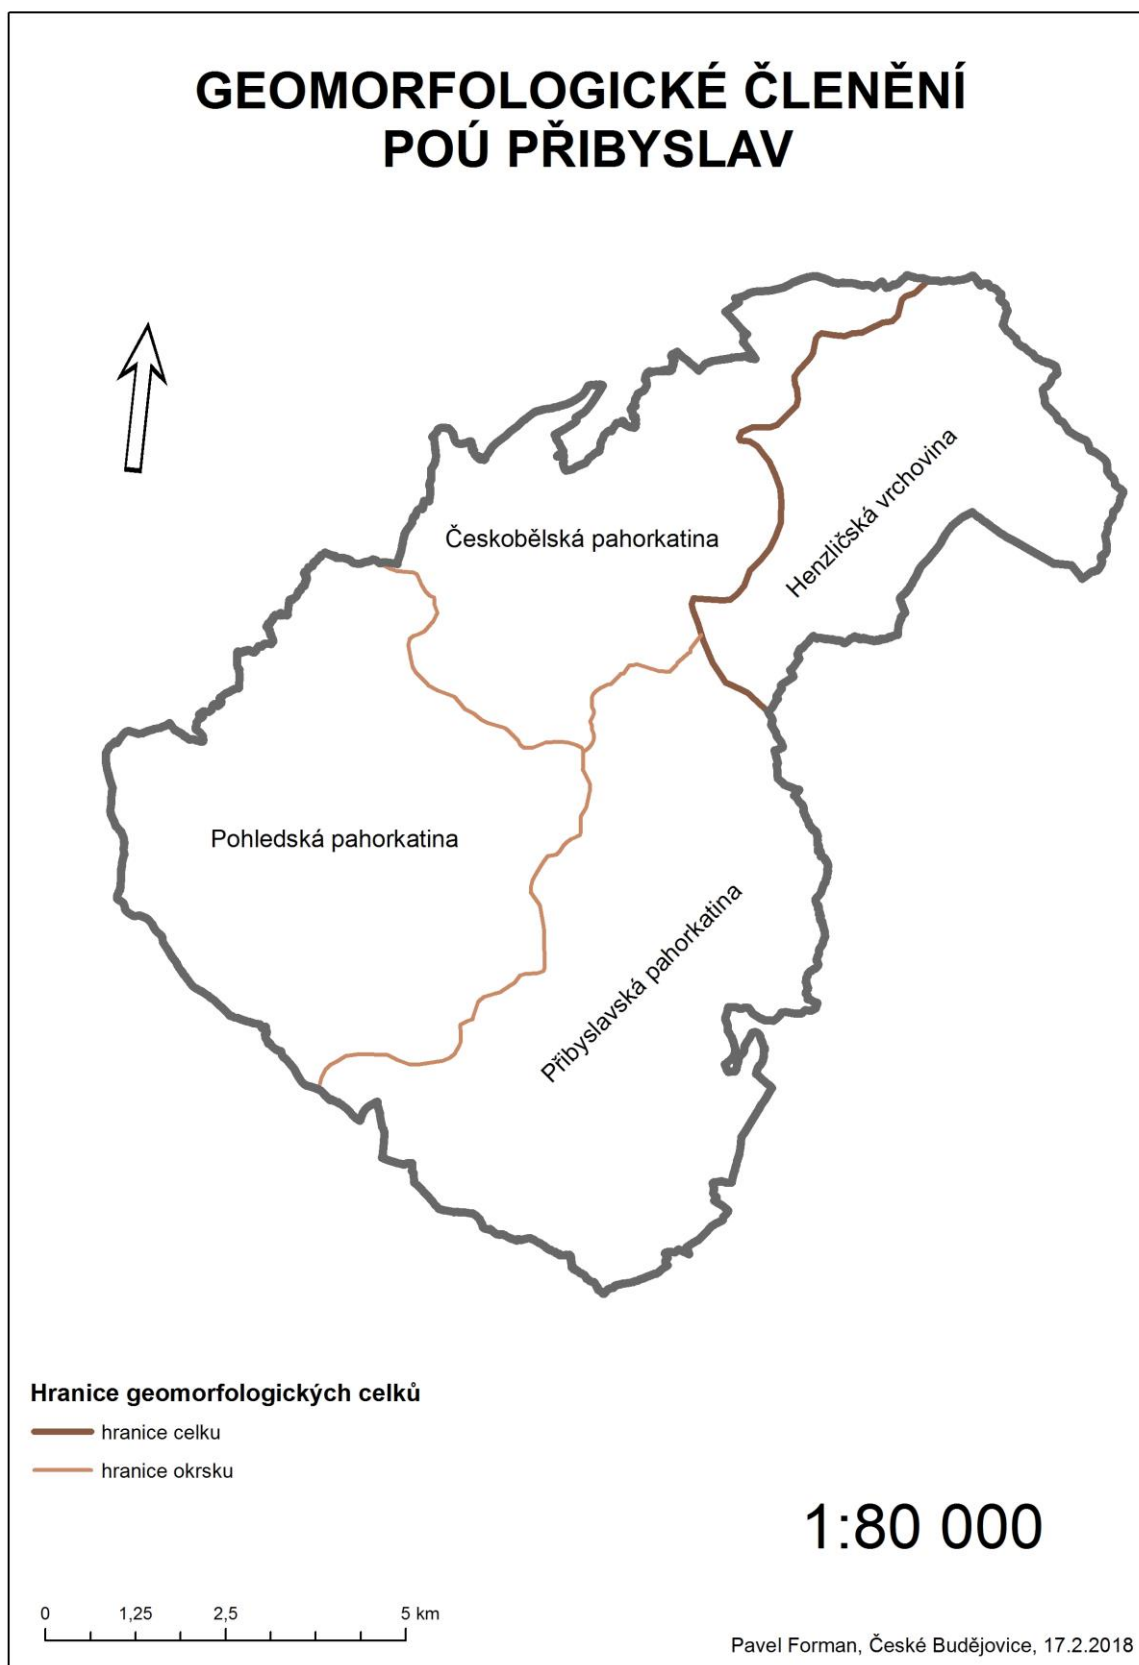 GEOMORFOLOGICKÉ ČLENĚNÍ
POÚ PŘIBYSLAV
Českobělská pahorkatina
Henzličská vrchovina
Pohledská pahorkatina
Přibyslavská pahorkatina
Hranice geomorfologických celků
hranice celku
hranice okrsku
1:80 000
0 1,25 2,5 5 km
Pavel Forman, České Budějovice, 17.2.2018